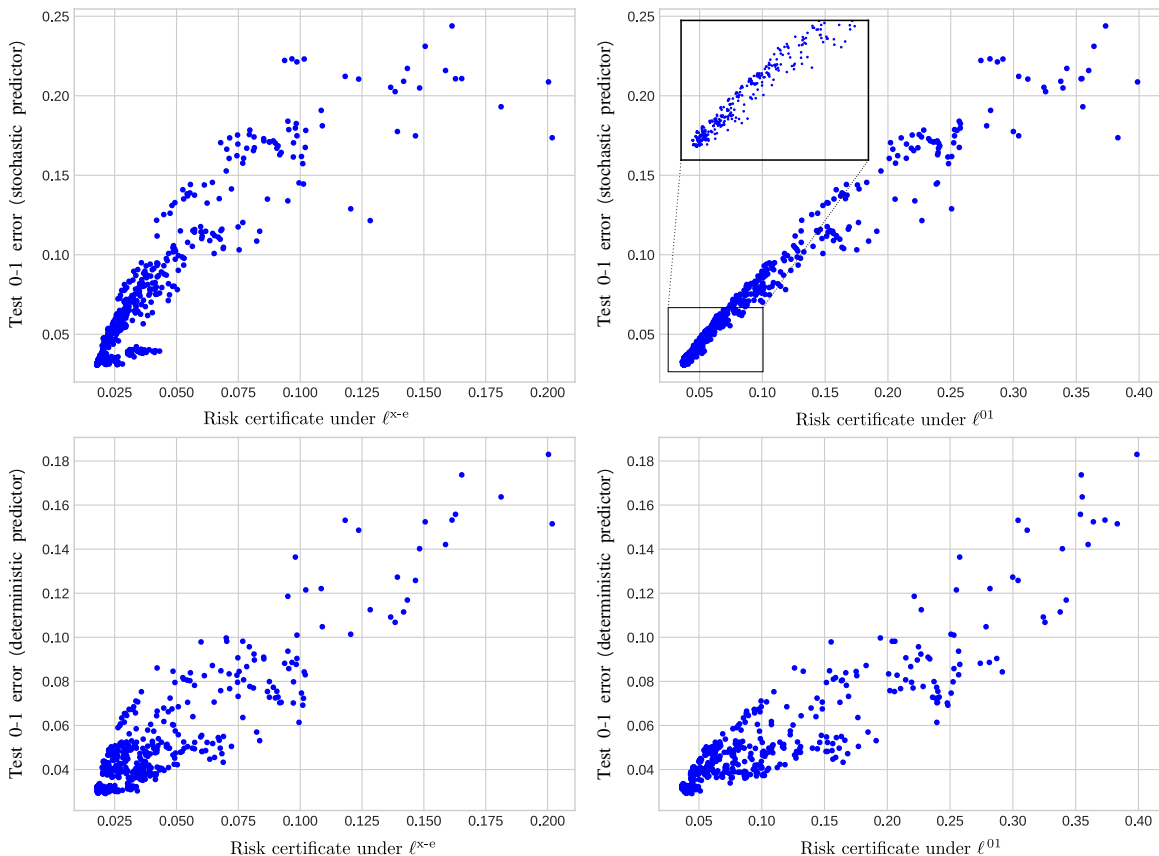 0.25
0.20
0.15
0.10
0.05
Test 0-1 error (stochastic predictor)
0.025 0.050 0.075 0.100 0.125 0.150 0.175 0.200
Risk certificate under ℓˣ⁻ᵉ
0.25
0.20
0.15
0.10
0.05
Test 0-1 error (stochastic predictor)
0.05 0.10 0.15 0.20 0.25 0.30 0.35 0.40
Risk certificate under ℓ⁰¹
0.18
0.16
0.14
0.12
0.10
0.08
0.06
0.04
Test 0-1 error (deterministic predictor)
0.025 0.050 0.075 0.100 0.125 0.150 0.175 0.200
Risk certificate under ℓˣ⁻ᵉ
0.18
0.16
0.14
0.12
0.10
0.08
0.06
0.04
Test 0-1 error (deterministic predictor)
0.05 0.10 0.15 0.20 0.25 0.30 0.35 0.40
Risk certificate under ℓ⁰¹